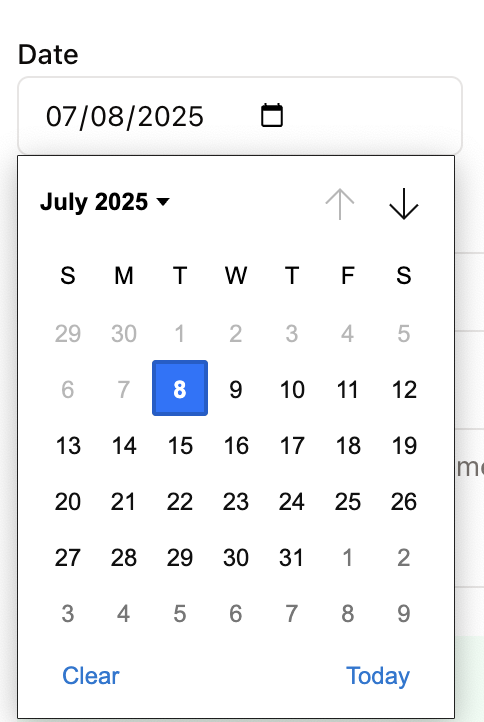 Date
07/08/2025
July 2025
S M T W T F S
29 30 1 2 3 4 5
6 7 8 9 10 11 12
13 14 15 16 17 18 19
20 21 22 23 24 25 26
27 28 29 30 31 1 2
3 4 5 6 7 8 9
Clear Today